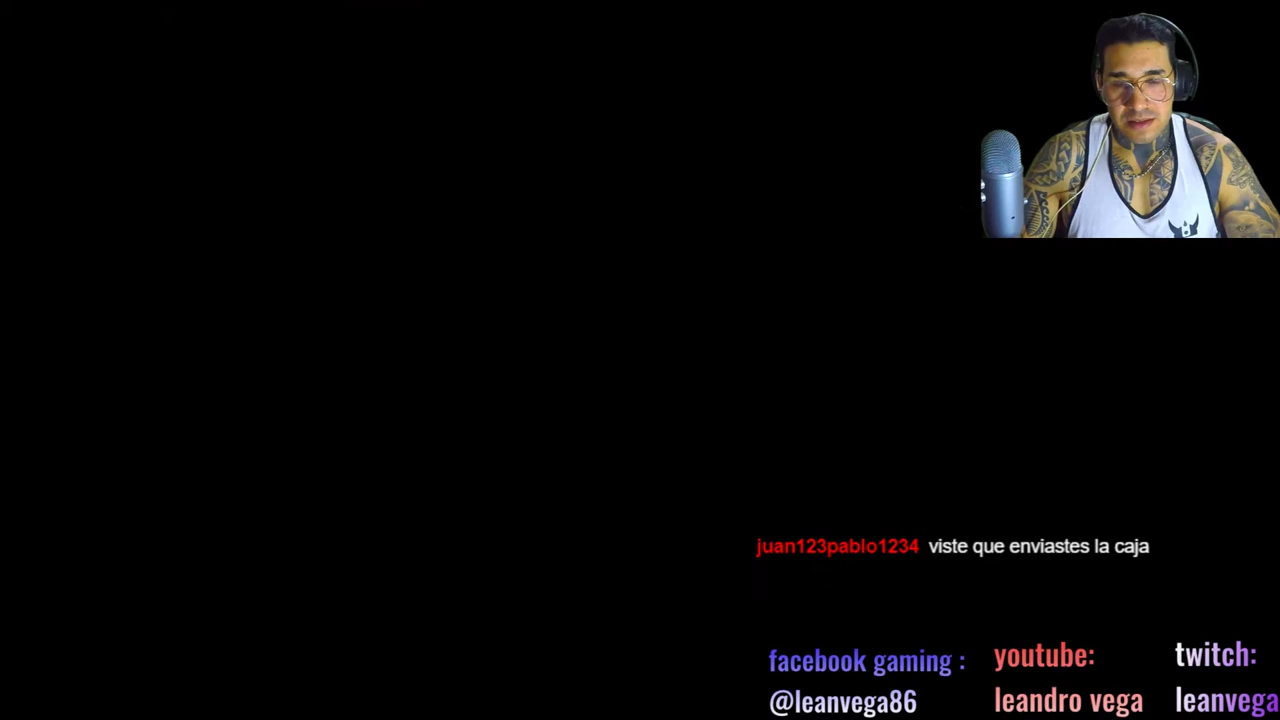 juan123pablo1234 viste que enviastes la caja
facebook gaming :
@leanvega86
youtube:
leandro vega
twitch:
leanvega